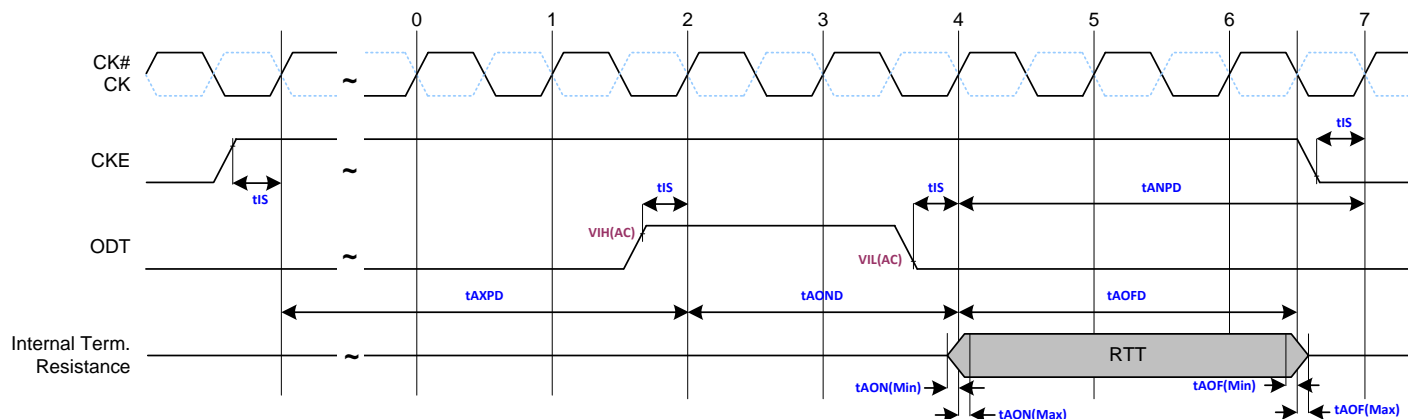 0 1 2 3 4 5 6 7
CK#
CK
~
CKE
~
tIS
tIS
tIS
tIS
tANPD
ODT
~
VIH(AC)
VIL(AC)
tAXPD
tAOND
tAOFD
Internal Term.
Resistance
~
RTT
tAON(Min)
tAOF(Min)
tAON(Max)
tAOF(Max)